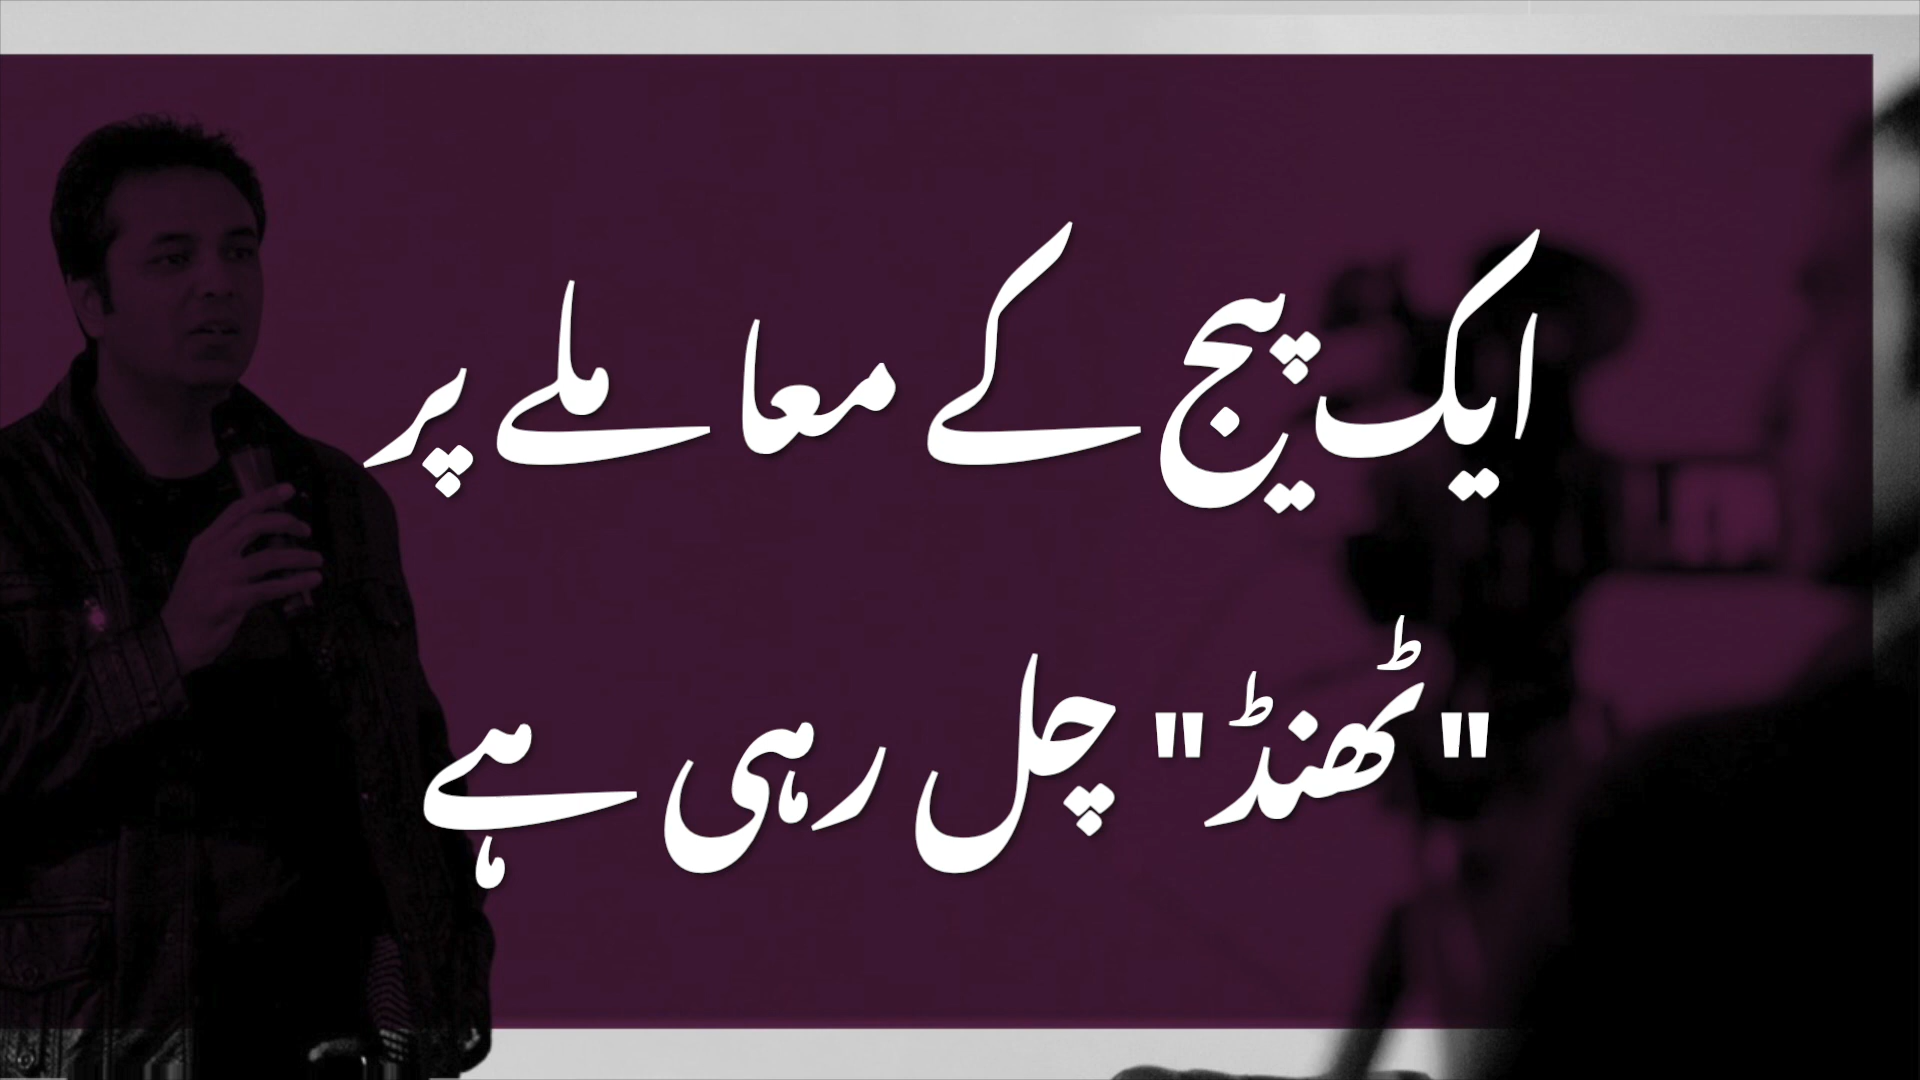 ایک پیج کے معاملے پر
"ٹھنڈ" چل رہی ہے